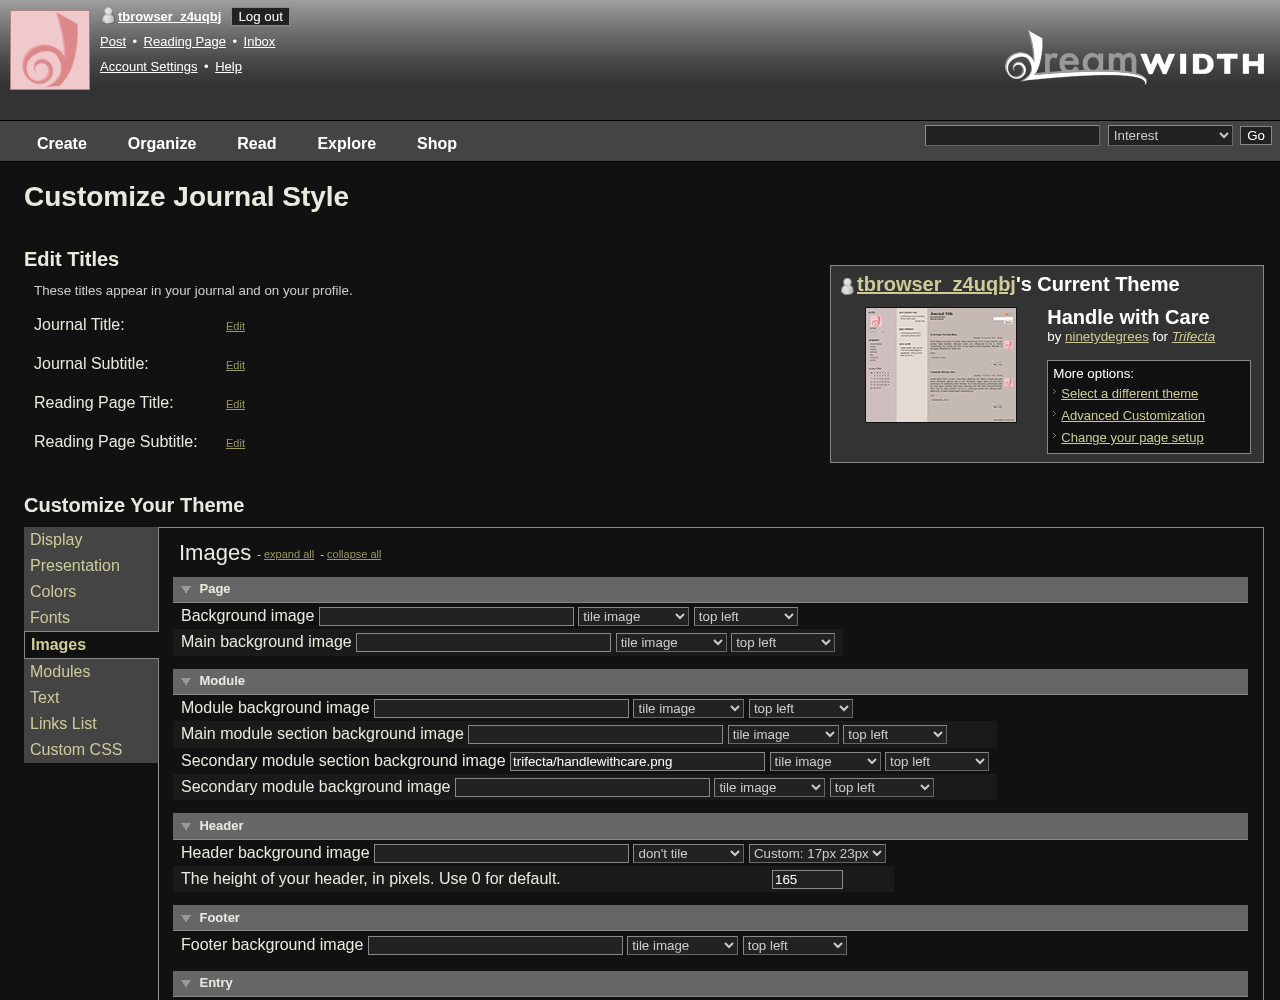 tbrowser_z4uqbj Log out
Post • Reading Page • Inbox
Account Settings • Help
dreamWIDTH
Create Organize Read Explore Shop
Interest Go
Customize Journal Style
Edit Titles
These titles appear in your journal and on your profile.
Journal Title: Edit
Journal Subtitle: Edit
Reading Page Title: Edit
Reading Page Subtitle: Edit
tbrowser_z4uqbj's Current Theme
Journal Title
Handle with Care
by ninetydegrees for Trifecta
More options:
Select a different theme
Advanced Customization
Change your page setup
Customize Your Theme
Display
Presentation
Colors
Fonts
Images
Modules
Text
Links List
Custom CSS
Images - expand all - collapse all
Page
Background image tile image top left
Main background image tile image top left
Module
Module background image tile image top left
Main module section background image tile image top left
Secondary module section background image trifecta/handlewithcare.png tile image top left
Secondary module background image tile image top left
Header
Header background image don't tile Custom: 17px 23px
The height of your header, in pixels. Use 0 for default. 165
Footer
Footer background image tile image top left
Entry